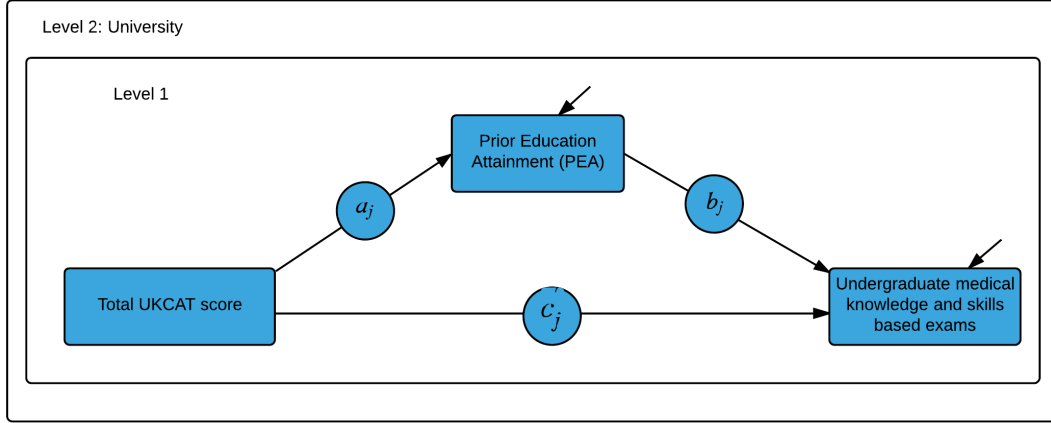 Level 2: University
Level 1
Prior Education
Attainment (PEA)
a_j
b_j
Total UKCAT score
c'_j
Undergraduate medical
knowledge and skills
based exams